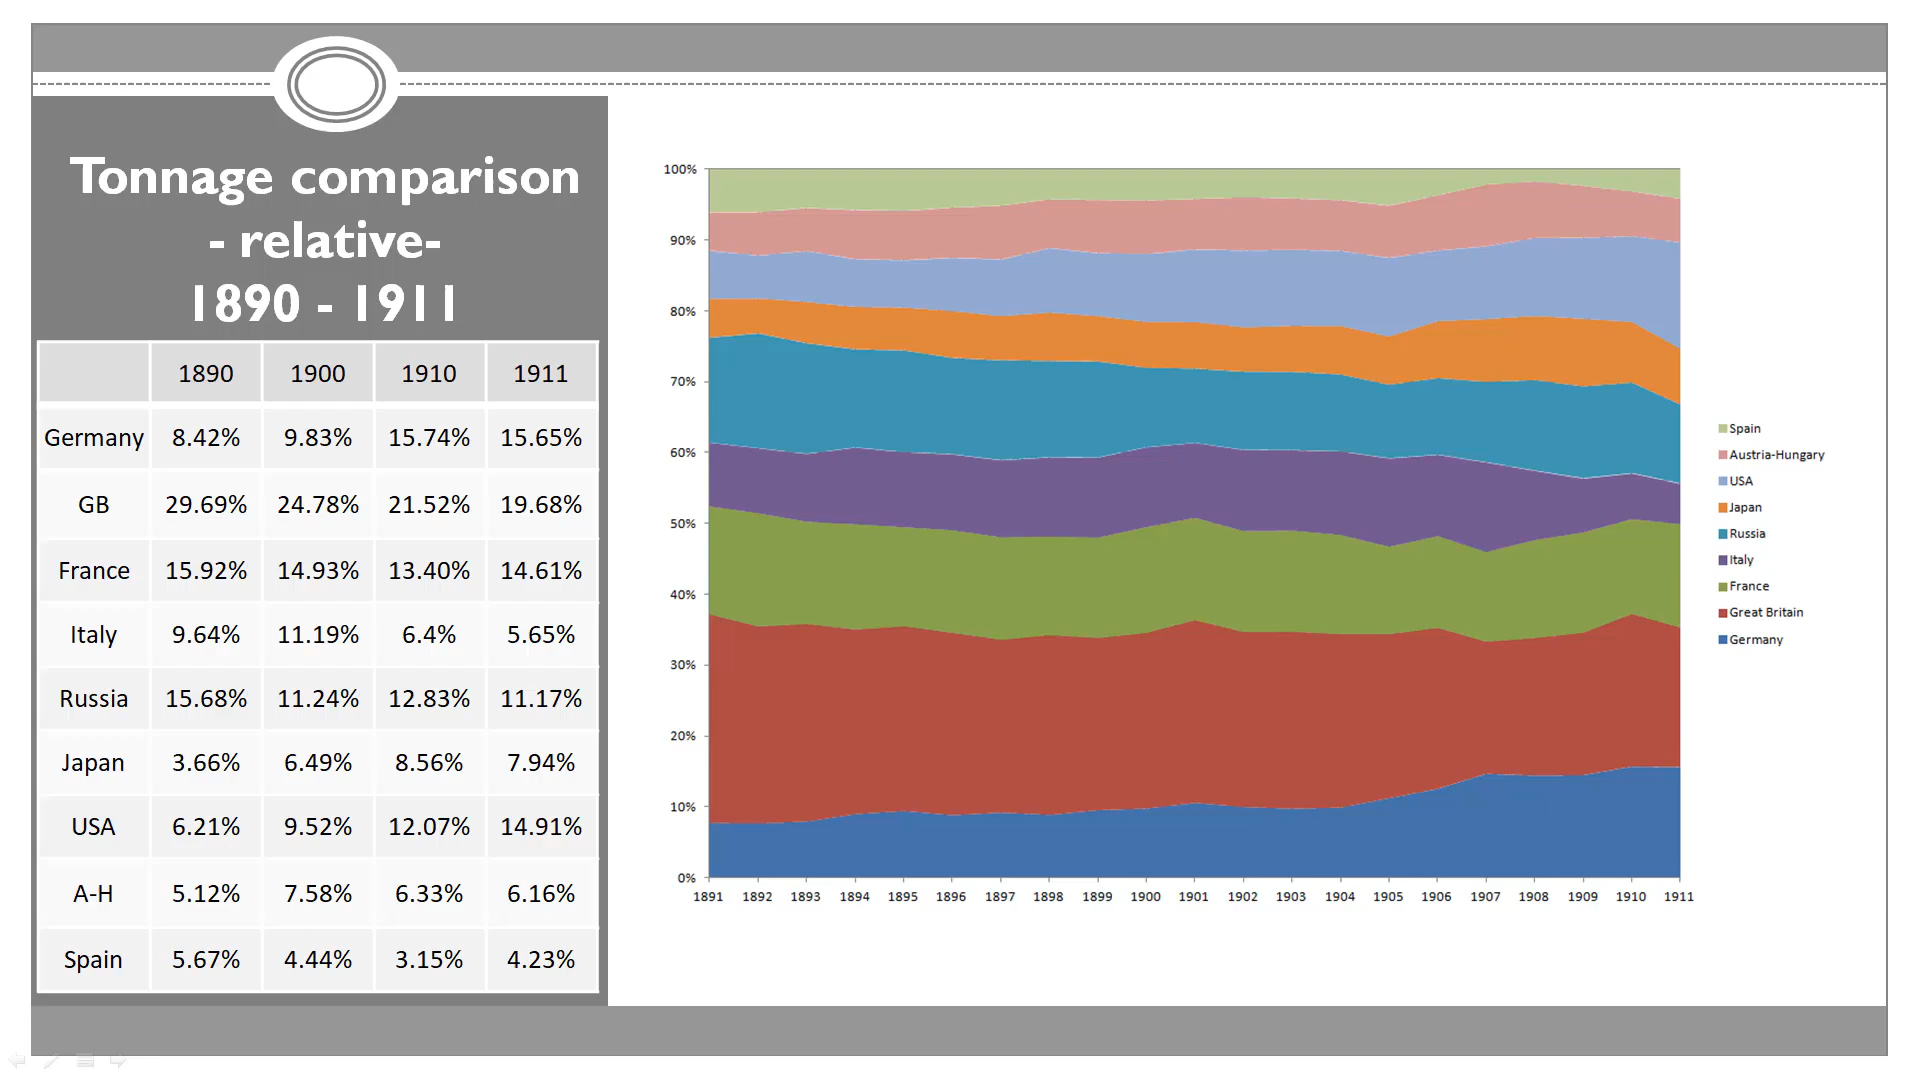 Tonnage comparison
- relative-
1890 - 1911
1890 1900 1910 1911
Germany 8.42% 9.83% 15.74% 15.65%
GB 29.69% 24.78% 21.52% 19.68%
France 15.92% 14.93% 13.40% 14.61%
Italy 9.64% 11.19% 6.4% 5.65%
Russia 15.68% 11.24% 12.83% 11.17%
Japan 3.66% 6.49% 8.56% 7.94%
USA 6.21% 9.52% 12.07% 14.91%
A-H 5.12% 7.58% 6.33% 6.16%
Spain 5.67% 4.44% 3.15% 4.23%
100%
90%
80%
70%
60%
50%
40%
30%
20%
10%
0%
1891 1892 1893 1894 1895 1896 1897 1898 1899 1900 1901 1902 1903 1904 1905 1906 1907 1908 1909 1910 1911
Spain
Austria-Hungary
USA
Japan
Russia
Italy
France
Great Britain
Germany